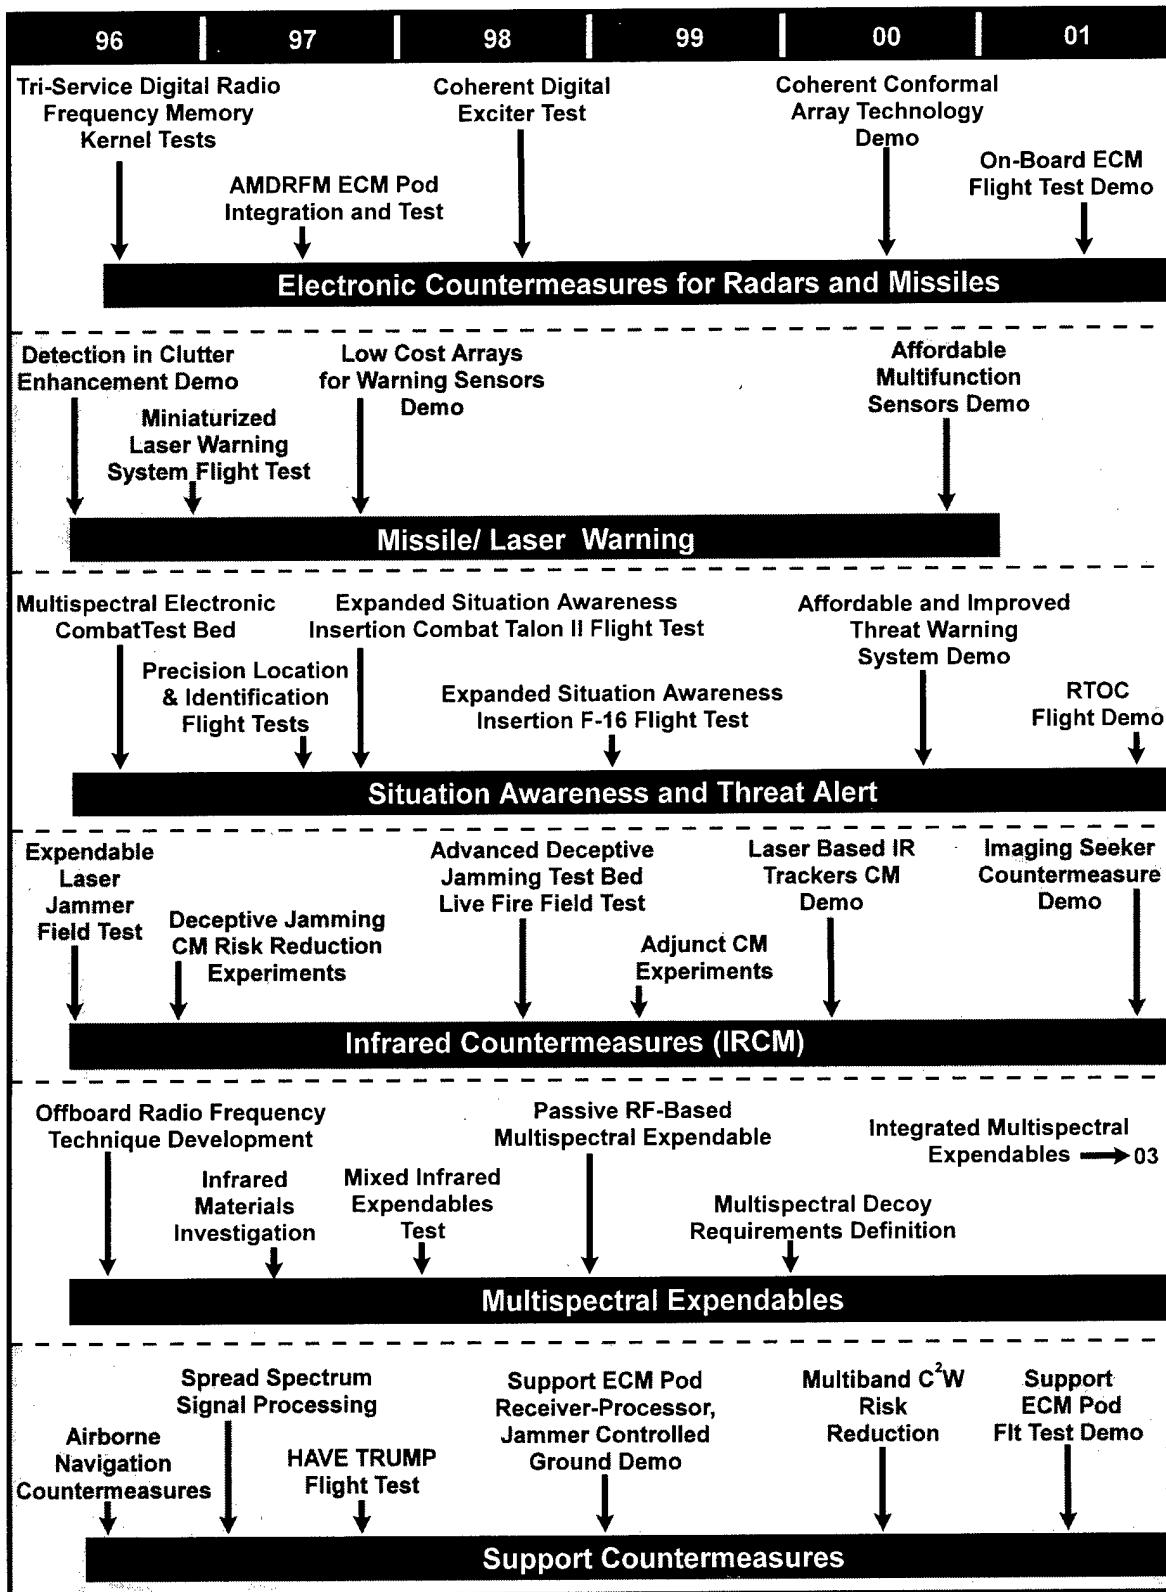 96 97 98 99 00 01
Tri-Service Digital Radio
Frequency Memory
Kernel Tests
AMDRFM ECM Pod
Integration and Test
Coherent Digital
Exciter Test
Coherent Conformal
Array Technology
Demo
On-Board ECM
Flight Test Demo
Electronic Countermeasures for Radars and Missiles
Detection in Clutter
Enhancement Demo
Miniaturized
Laser Warning
System Flight Test
Low Cost Arrays
for Warning Sensors
Demo
Affordable
Multifunction
Sensors Demo
Missile/ Laser Warning
Multispectral Electronic
CombatTest Bed
Precision Location
& Identification
Flight Tests
Expanded Situation Awareness
Insertion Combat Talon II Flight Test
Expanded Situation Awareness
Insertion F-16 Flight Test
Affordable and Improved
Threat Warning
System Demo
RTOC
Flight Demo
Situation Awareness and Threat Alert
Expendable
Laser
Jammer
Field Test
Deceptive Jamming
CM Risk Reduction
Experiments
Advanced Deceptive
Jamming Test Bed
Live Fire Field Test
Adjunct CM
Experiments
Laser Based IR
Trackers CM
Demo
Imaging Seeker
Countermeasure
Demo
Infrared Countermeasures (IRCM)
Offboard Radio Frequency
Technique Development
Infrared
Materials
Investigation
Mixed Infrared
Expendables
Test
Passive RF-Based
Multispectral Expendable
Multispectral Decoy
Requirements Definition
Integrated Multispectral
Expendables → 03
Multispectral Expendables
Airborne
Navigation
Countermeasures
Spread Spectrum
Signal Processing
HAVE TRUMP
Flight Test
Support ECM Pod
Receiver-Processor,
Jammer Controlled
Ground Demo
Multiband C²W
Risk
Reduction
Support
ECM Pod
Flt Test Demo
Support Countermeasures